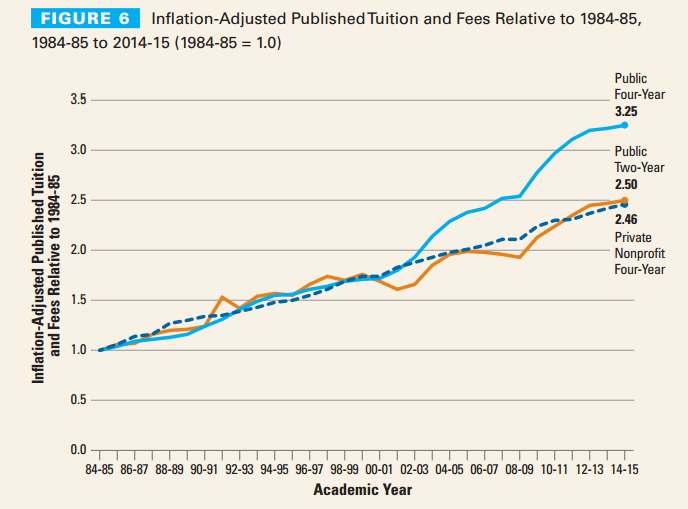 FIGURE 6 Inflation-Adjusted Published Tuition and Fees Relative to 1984-85,
1984-85 to 2014-15 (1984-85 = 1.0)
Public
Four-Year
3.25
Public
Two-Year
2.50
2.46
Private
Nonprofit
Four-Year
Inflation-Adjusted Published Tuition
and Fees Relative to 1984-85
3.5
3.0
2.5
2.0
1.5
1.0
0.5
0.0
84-85 86-87 88-89 90-91 92-93 94-95 96-97 98-99 00-01 02-03 04-05 06-07 08-09 10-11 12-13 14-15
Academic Year